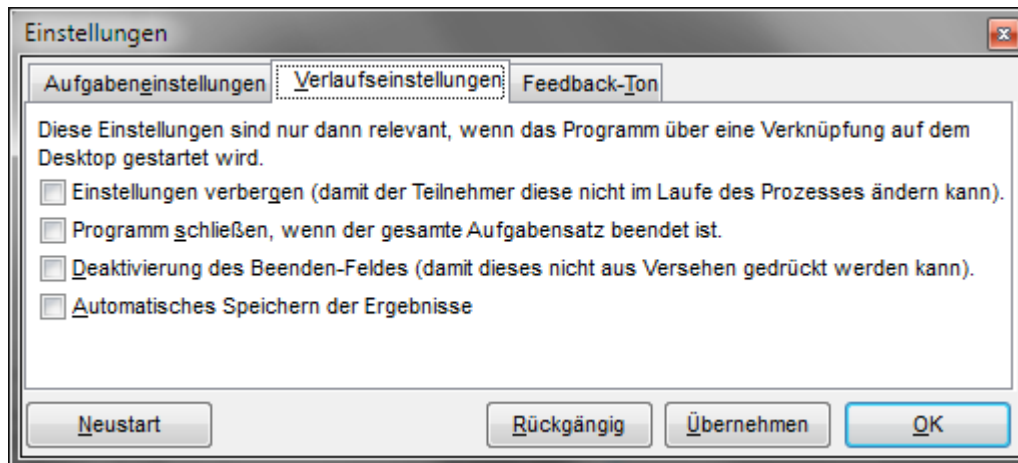 Einstellungen
Aufgabeneinstellungen Verlaufseinstellungen Feedback-Ton
Diese Einstellungen sind nur dann relevant, wenn das Programm über eine Verknüpfung auf dem
Desktop gestartet wird.
Einstellungen verbergen (damit der Teilnehmer diese nicht im Laufe des Prozesses ändern kann).
Programm schließen, wenn der gesamte Aufgabensatz beendet ist.
Deaktivierung des Beenden-Feldes (damit dieses nicht aus Versehen gedrückt werden kann).
Automatisches Speichern der Ergebnisse
Neustart Rückgängig Übernehmen OK